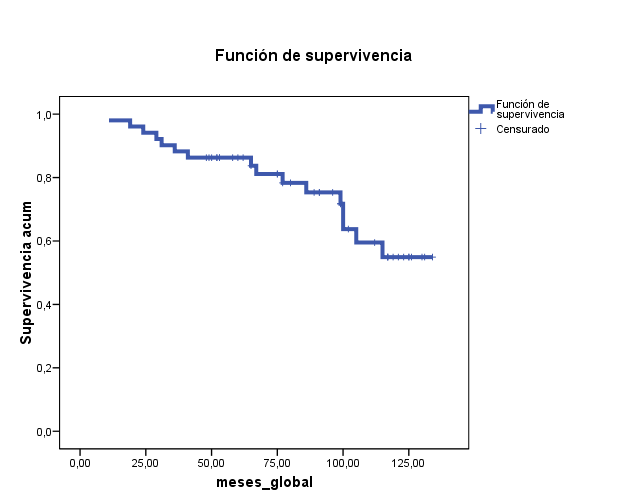 Función de supervivencia
Función de
supervivencia
Censurado
1,0
0,8
0,6
0,4
0,2
0,0
Supervivencia acum
0,00 25,00 50,00 75,00 100,00 125,00
meses_global